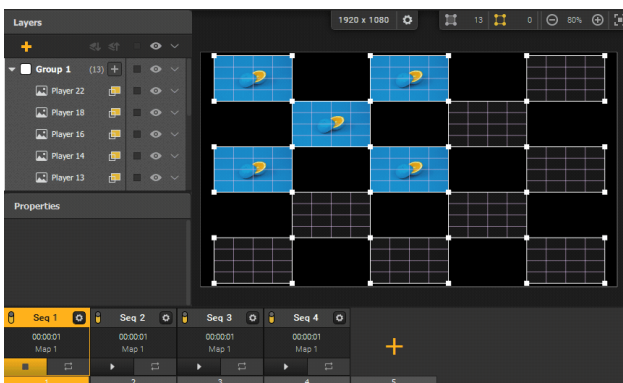 Layers
1920 x 1080
13
0
80%
Group 1 (13)
Player 22
Player 18
Player 16
Player 14
Player 13
Properties
Seq 1
Seq 2
Seq 3
Seq 4
00:00:01
00:00:01
00:00:01
00:00:01
Map 1
Map 1
Map 1
Map 1
1
2
3
4
5